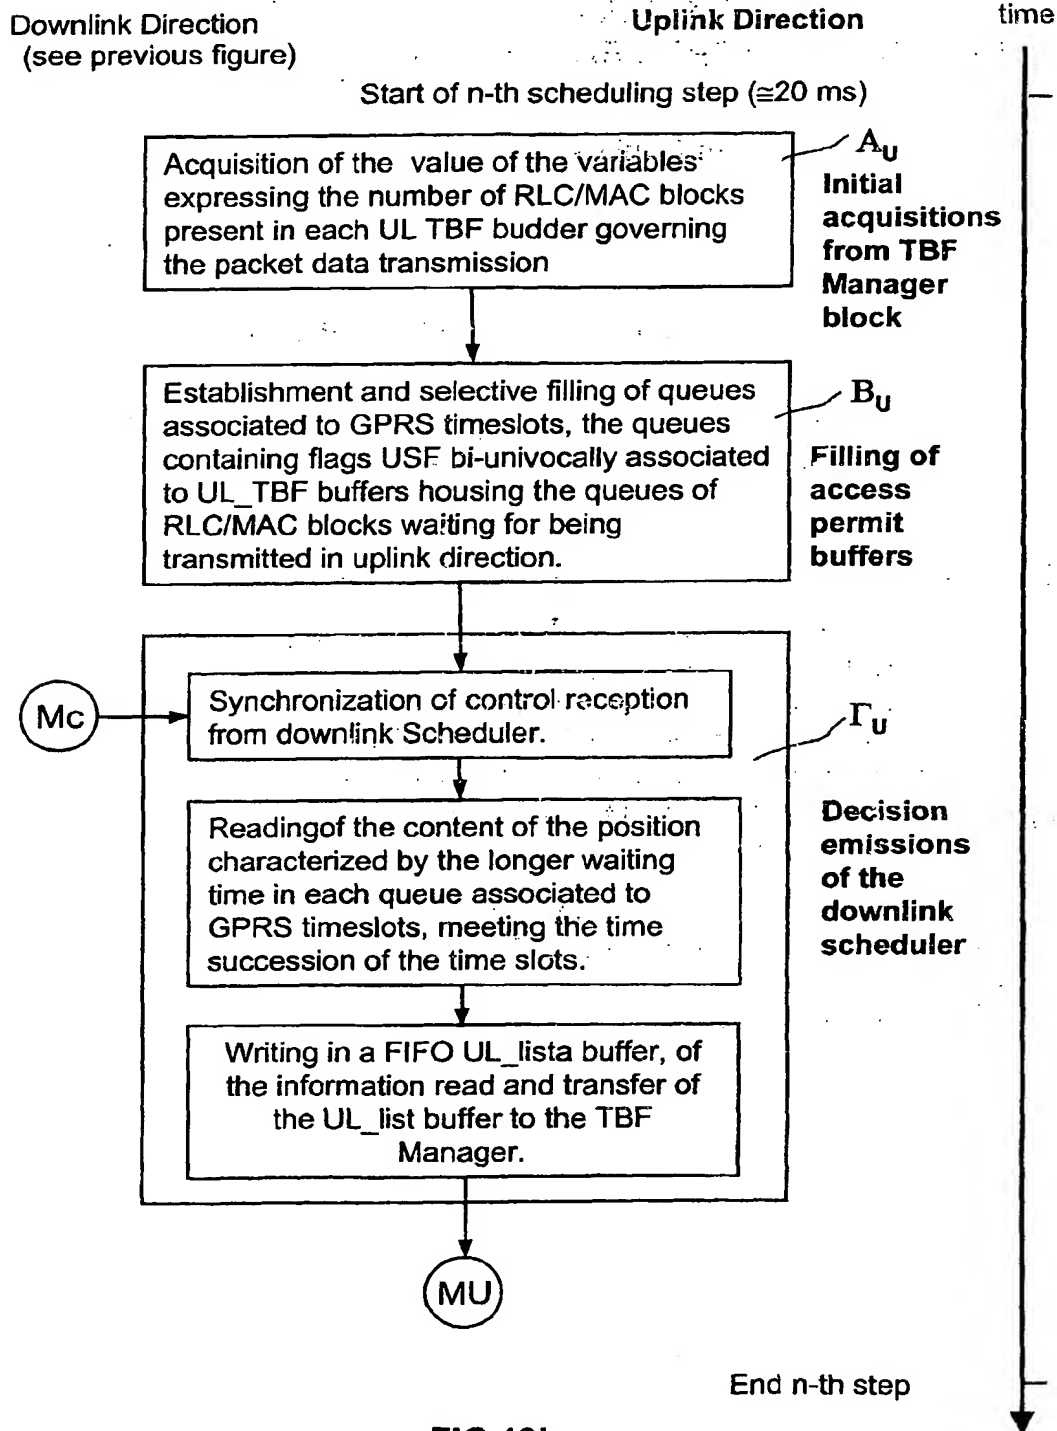 Downlink Direction
(see previous figure)
Uplink Direction
time
Start of n-th scheduling step (≅20 ms)
Acquisition of the value of the variables
expressing the number of RLC/MAC blocks
present in each UL TBF budder governing
the packet data transmission
A_U
Initial
acquisitions
from TBF
Manager
block
Establishment and selective filling of queues
associated to GPRS timeslots, the queues
containing flags USF bi-univocally associated
to UL_TBF buffers housing the queues of
RLC/MAC blocks waiting for being
transmitted in uplink direction.
B_U
Filling of
access
permit
buffers
Mc
Synchronization of control reception
from downlink Scheduler.
Γ_U
Readingof the content of the position
characterized by the longer waiting
time in each queue associated to
GPRS timeslots, meeting the time
succession of the time slots.
Decision
emissions
of the
downlink
scheduler
Writing in a FIFO UL_lista buffer, of
the information read and transfer of
the UL_list buffer to the TBF
Manager.
MU
End n-th step